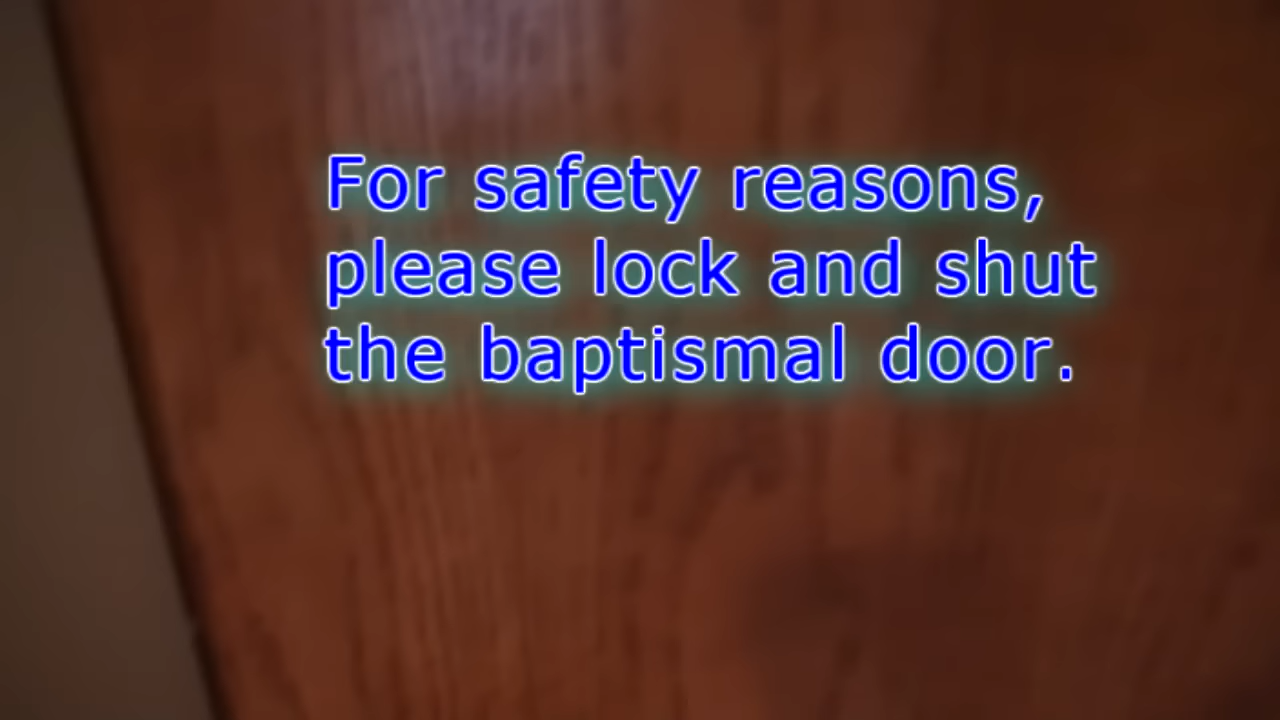 For safety reasons,
please lock and shut
the baptismal door.